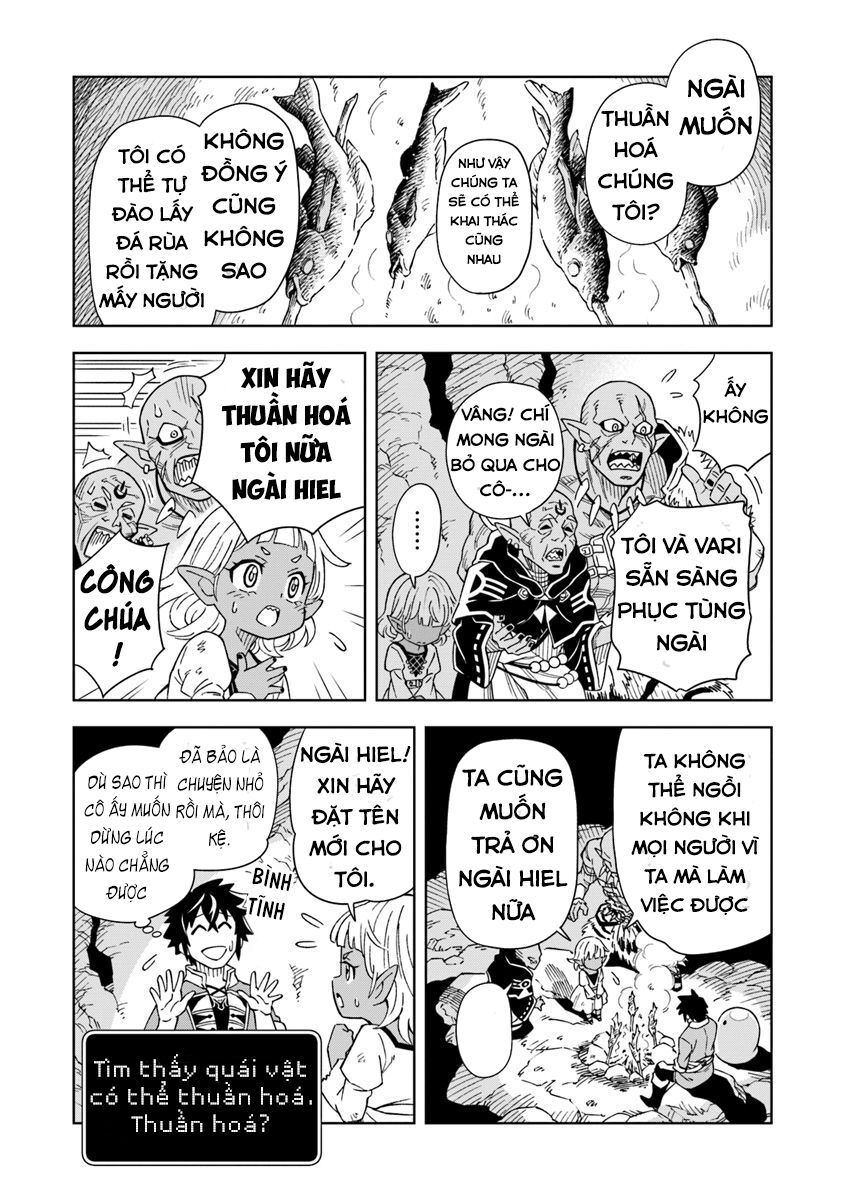 NGÀI
MUỐN
THUẦN
HOÁ
CHÚNG
TÔI?
NHƯ VẬY
CHÚNG TA
SẼ CÓ THỂ
KHAI THÁC
CŨNG
NHAU
KHÔNG
ĐỒNG Ý
CŨNG
KHÔNG
SAO
TÔI CÓ
THỂ TỰ
ĐÀO LẤY
ĐÁ RÙA
RỒI TẶNG
MẤY NGƯỜI
ẤY
KHÔNG
VÂNG! CHỈ
MONG NGÀI
BỎ QUA CHO
CÔ-...
TÔI VÀ VARI
SẴN SÀNG
PHỤC TÙNG
NGÀI
......
XIN HÃY
THUẦN HOÁ
TÔI NỮA
NGÀI HIEL
CÔNG
CHÚA
!
TA KHÔNG
THỂ NGỒI
KHÔNG KHI
MỌI NGƯỜI VÌ
TA MÀ LÀM
VIỆC ĐƯỢC
TA CŨNG
MUỐN
TRẢ ƠN
NGÀI HIEL
NỮA
NGÀI HIEL!
XIN HÃY
ĐẶT TÊN
MỚI CHO
TÔI.
BÌNH
TĨNH
ĐÃ BẢO LÀ
CHUYỆN NHỎ
RỒI MÀ, THÔI
KỆ.
DÙ SAO THÌ
CÔ ẤY MUỐN
DỪNG LÚC
NÀO CHẲNG
ĐƯỢC
Tìm thấy quái vật
có thể thuần hoá.
Thuần hoá?